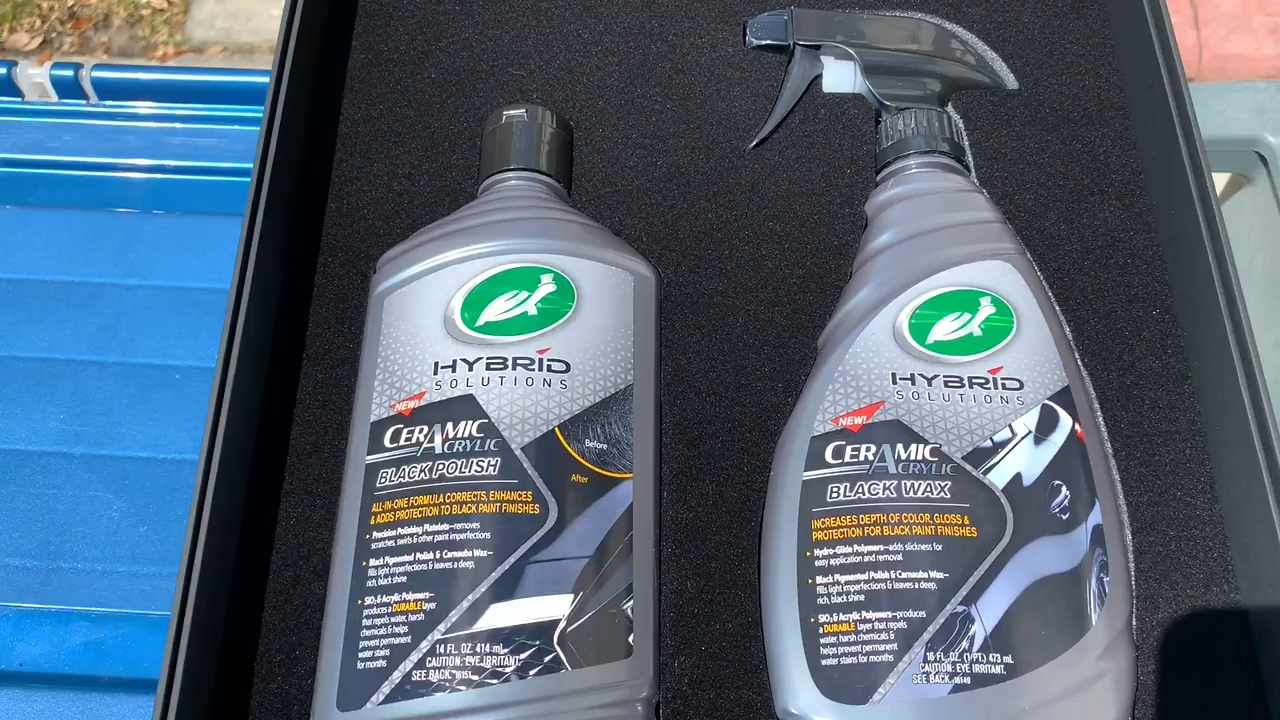 HYBRID
SOLUTIONS
NEW!
CERAMIC
ACRYLIC
BLACK POLISH
ALL-IN-ONE FORMULA CORRECTS, ENHANCES
& ADDS PROTECTION TO BLACK PAINT FINISHES
Precision Polishing Platelets—removes
scratches, swirls & other paint imperfections
Black Pigmented Polish & Carnauba Wax—
fills light imperfections & leaves a deep,
rich, black shine
SiO₂ & Acrylic Polymers—
produces a DURABLE layer
that repels water, harsh
chemicals & helps
prevent permanent
water stains
for months
Before
After
14 FL. OZ. 414 mL
CAUTION: EYE IRRITANT.
SEE BACK. 16151
HYBRID
SOLUTIONS
NEW!
CERAMIC
ACRYLIC
BLACK WAX
INCREASES DEPTH OF COLOR, GLOSS &
PROTECTION FOR BLACK PAINT FINISHES
Hydro-Glide Polymers—adds slickness for
easy application and removal
Black Pigmented Polish & Carnauba Wax—
fills light imperfections & leaves a deep,
rich, black shine
SiO₂ & Acrylic Polymers—produces
a DURABLE layer that repels
water, harsh chemicals &
helps prevent permanent
water stains for months
16 FL. OZ. (1 PT.) 473 mL
CAUTION: EYE IRRITANT.
SEE BACK. 16149